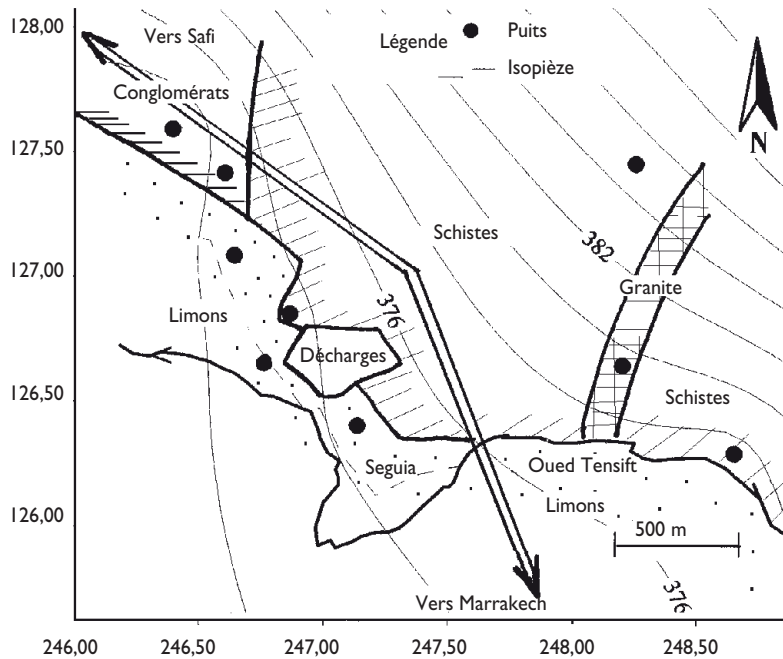 128,00
127,50
127,00
126,50
126,00
246,00
246,50
247,00
247,50
248,00
248,50
Légende
Puits
Isopièze
N
Vers Safi
Conglomérats
Schistes
382
Granite
Limons
376
Décharges
Schistes
Seguia
Oued Tensift
Limons
500 m
376
Vers Marrakech